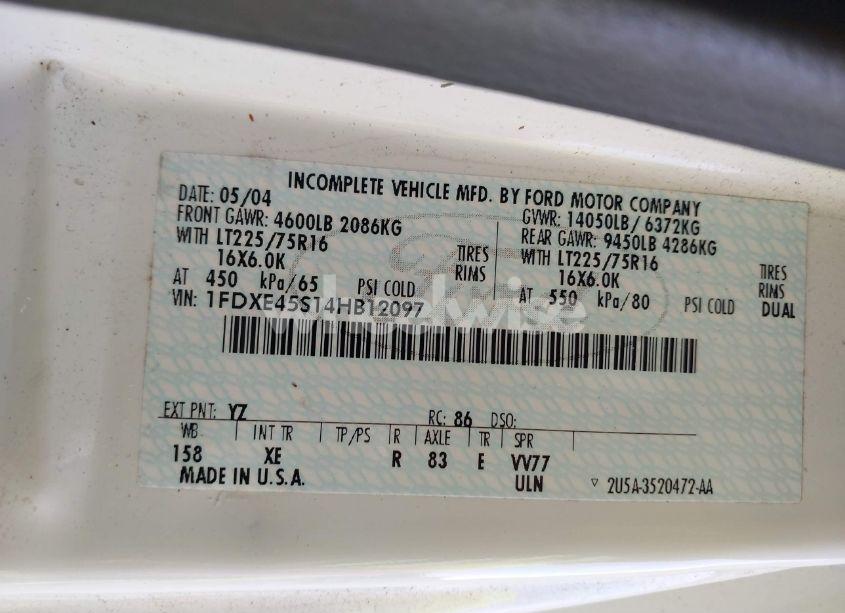 INCOMPLETE VEHICLE MFD. BY FORD MOTOR COMPANY
DATE: 05/04 GVWR: 14050LB/ 6372KG
FRONT GAWR: 4600LB 2086KG REAR GAWR: 9450LB 4286KG
WITH LT225/75R16 TIRES WITH LT225/75R16 TIRES
16X6.0K RIMS 16X6.0K RIMS
AT 450 kPa/65 PSI COLD AT 550 kPa/80 PSI COLD DUAL
VIN: 1FDXE45S14HB12097
wheelwise
EXT PNT: YZ RC: 86 DSO:
WB INT TR TP/PS R AXLE TR SPR
158 XE R 83 E VV77
MADE IN U.S.A. ULN 2U5A-3520472-AA